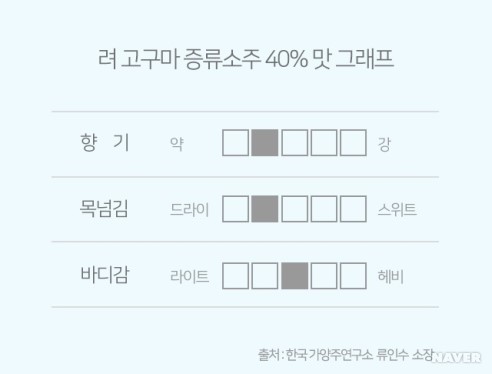 려 고구마 증류소주 40% 맛 그래프
향 기 약 강
목넘김 드라이 스위트
바디감 라이트 헤비
출처 : 한국가양주연구소 류인수 소장
NAVER